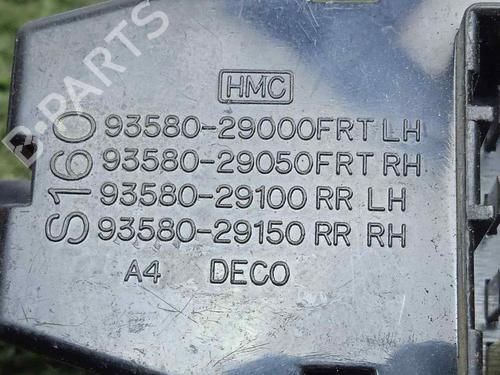 B-PARTS
HMC
S160
93580-29000FRT LH
93580-29050FRT RH
93580-29100 RR LH
93580-29150 RR RH
A4 DECO